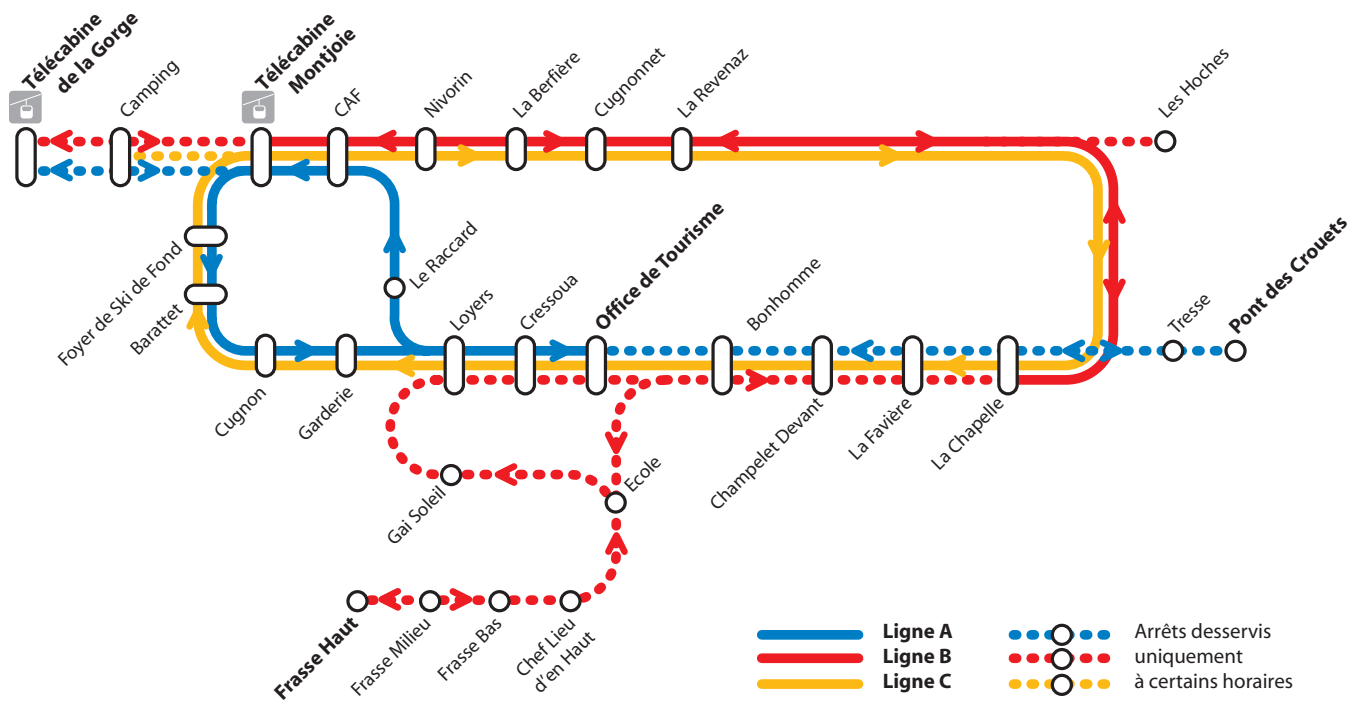 Télécabine
de la Gorge
Camping
Télécabine
Montjoie
CAF
Nivorin
La Berfière
Cugnonnet
La Revenaz
Les Hoches
Foyer de Ski de Fond
Barattet
Le Raccard
Loyers
Cressoua
Office de Tourisme
Bonhomme
Tresse
Pont des Crouets
Cugnon
Garderie
Champelet Devant
La Favière
La Chapelle
Gai Soleil
Ecole
Frasse Haut
Frasse Milieu
Frasse Bas
Chef Lieu
d'en Haut
Ligne A
Ligne B
Ligne C
Arrêts desservis
uniquement
à certains horaires